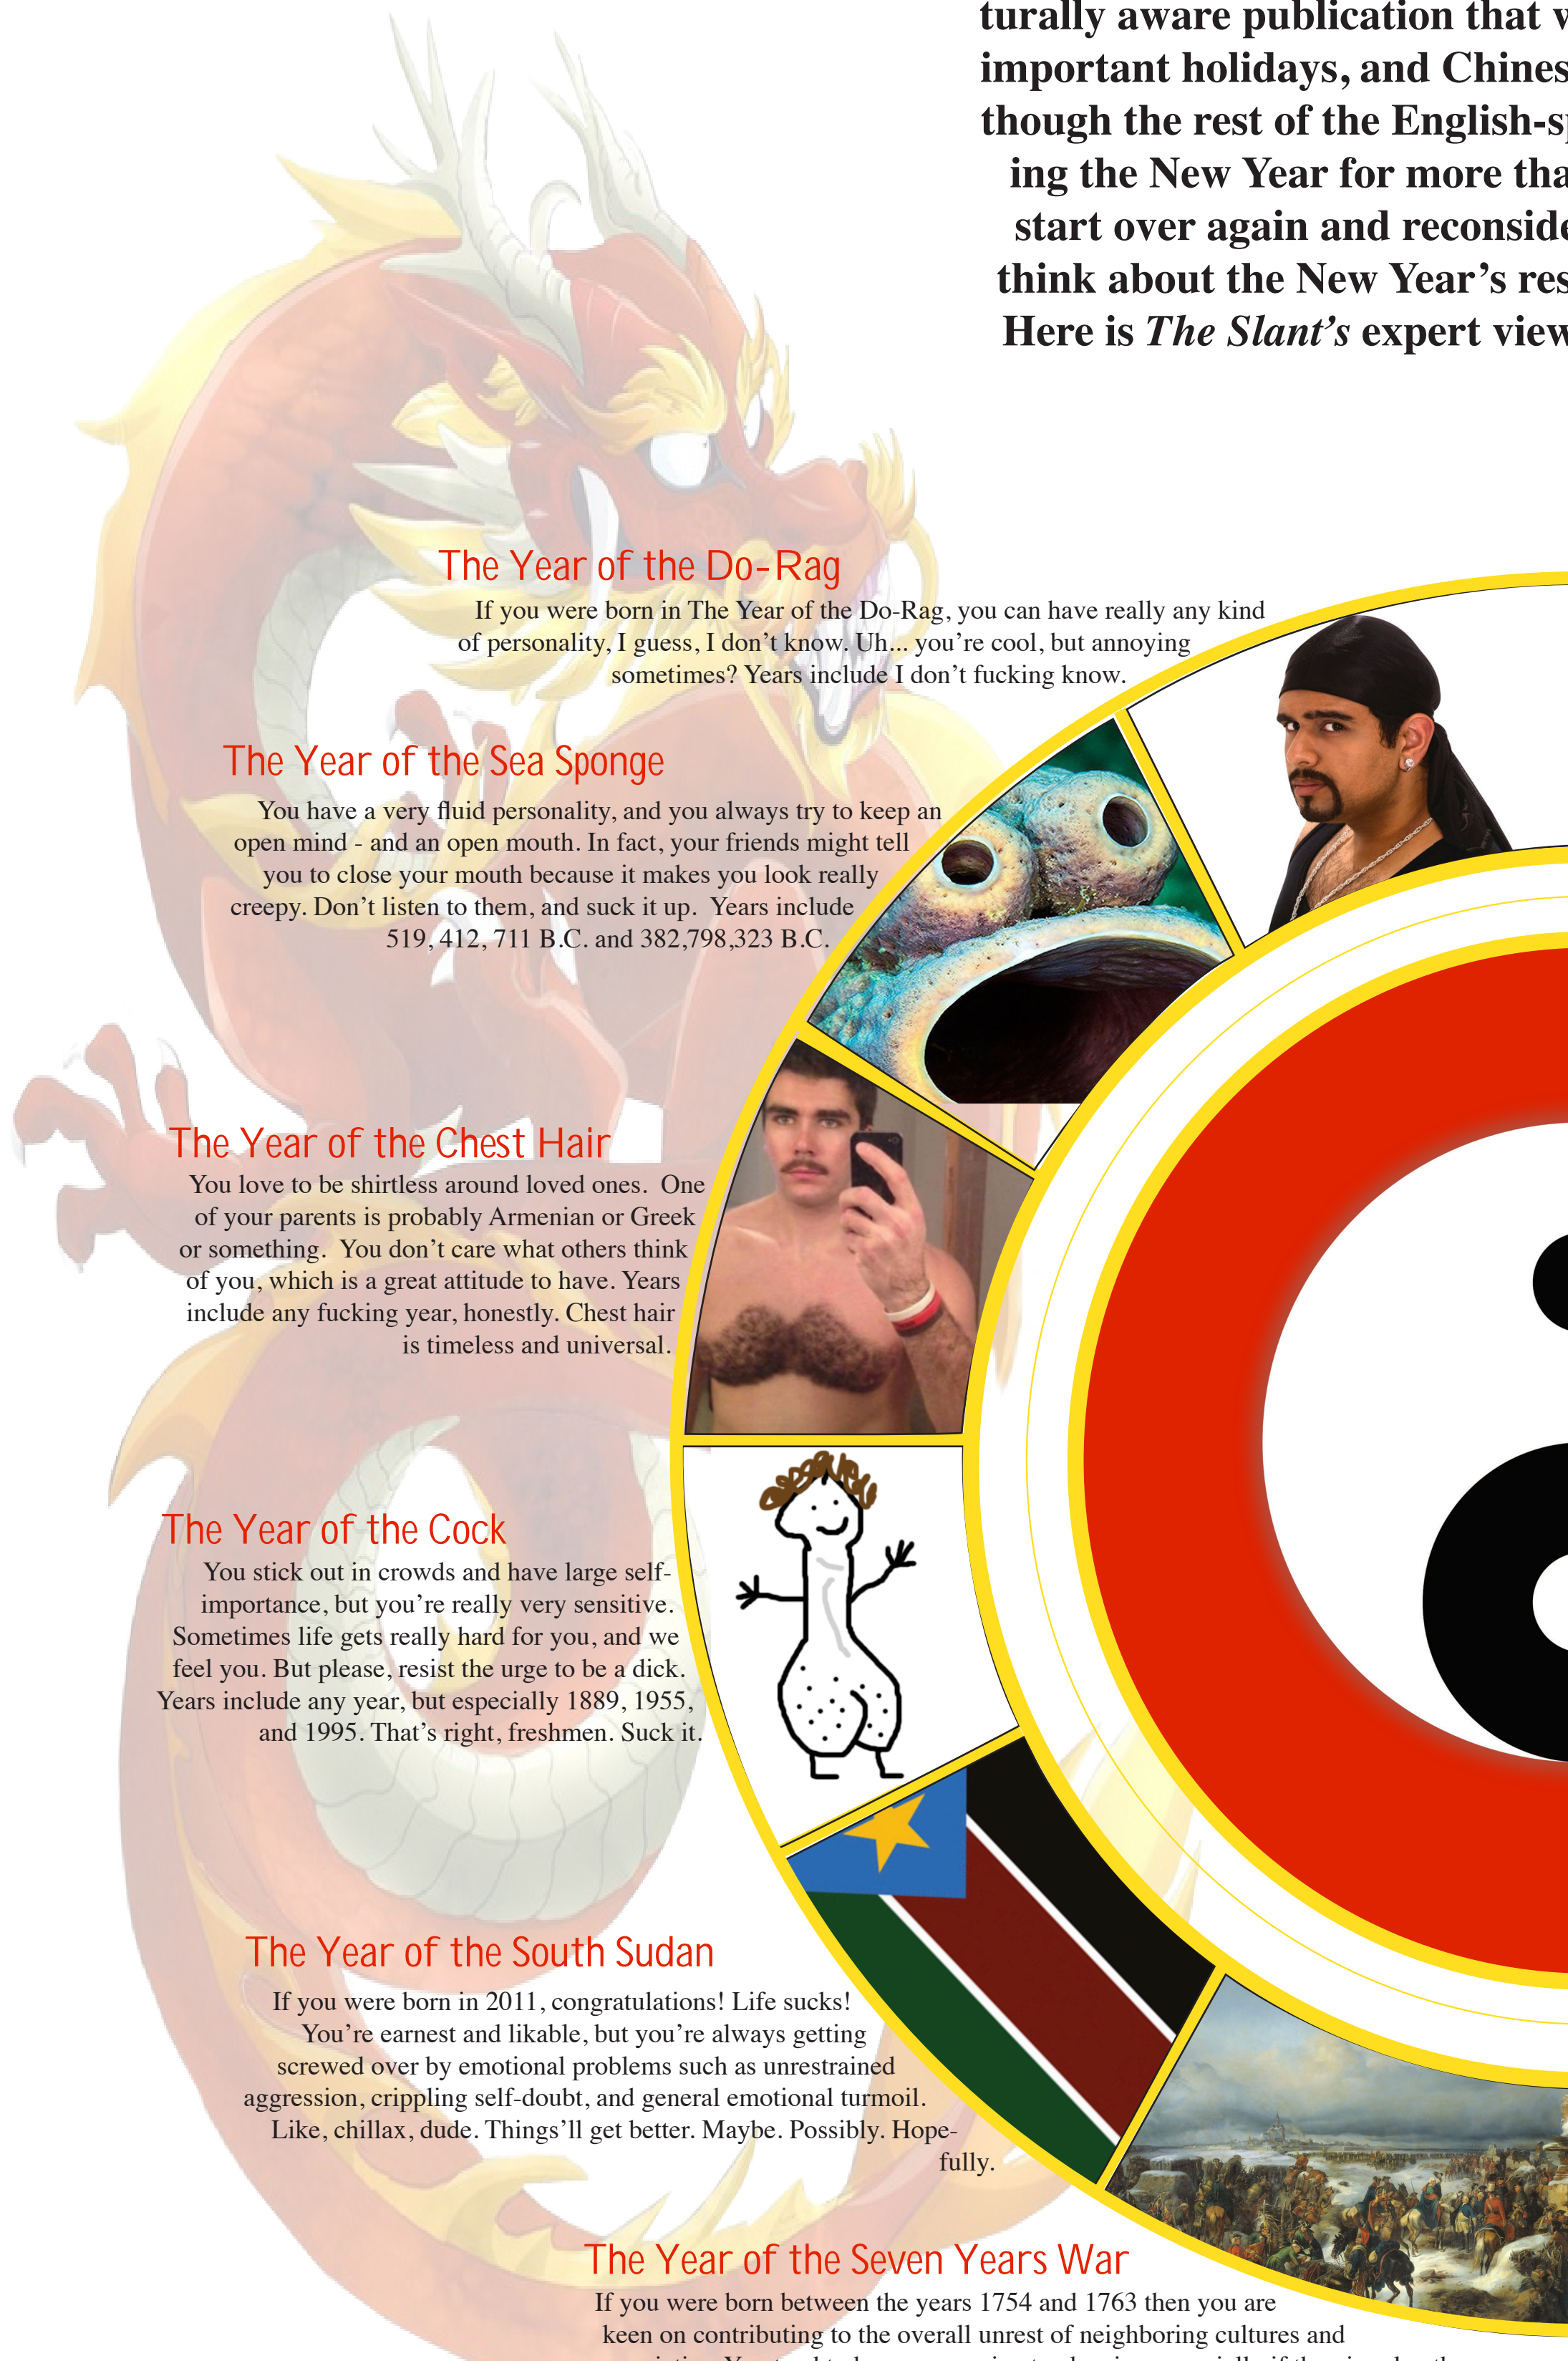 turally aware publication that
important holidays, and Chines
though the rest of the English-sp
ing the New Year for more tha
start over again and reconside
think about the New Year’s res
Here is The Slant’s expert view
The Year of the Do-Rag
If you were born in The Year of the Do-Rag, you can have really any kind
of personality, I guess, I don’t know. Uh... you’re cool, but annoying
sometimes? Years include I don’t fucking know.
The Year of the Sea Sponge
You have a very fluid personality, and you always try to keep an
open mind - and an open mouth. In fact, your friends might tell
you to close your mouth because it makes you look really
creepy. Don’t listen to them, and suck it up. Years include
519, 412, 711 B.C. and 382,798,323 B.C.
The Year of the Chest Hair
You love to be shirtless around loved ones. One
of your parents is probably Armenian or Greek
or something. You don’t care what others think
of you, which is a great attitude to have. Years
include any fucking year, honestly. Chest hair
is timeless and universal.
The Year of the Cock
You stick out in crowds and have large self-
importance, but you’re really very sensitive.
Sometimes life gets really hard for you, and we
feel you. But please, resist the urge to be a dick.
Years include any year, but especially 1889, 1955,
and 1995. That’s right, freshmen. Suck it.
The Year of the South Sudan
If you were born in 2011, congratulations! Life sucks!
You’re earnest and likable, but you’re always getting
screwed over by emotional problems such as unrestrained
aggression, crippling self-doubt, and general emotional turmoil.
Like, chillax, dude. Things’ll get better. Maybe. Possibly. Hope-
fully.
The Year of the Seven Years War
If you were born between the years 1754 and 1763 then you are
keen on contributing to the overall unrest of neighboring cultures and